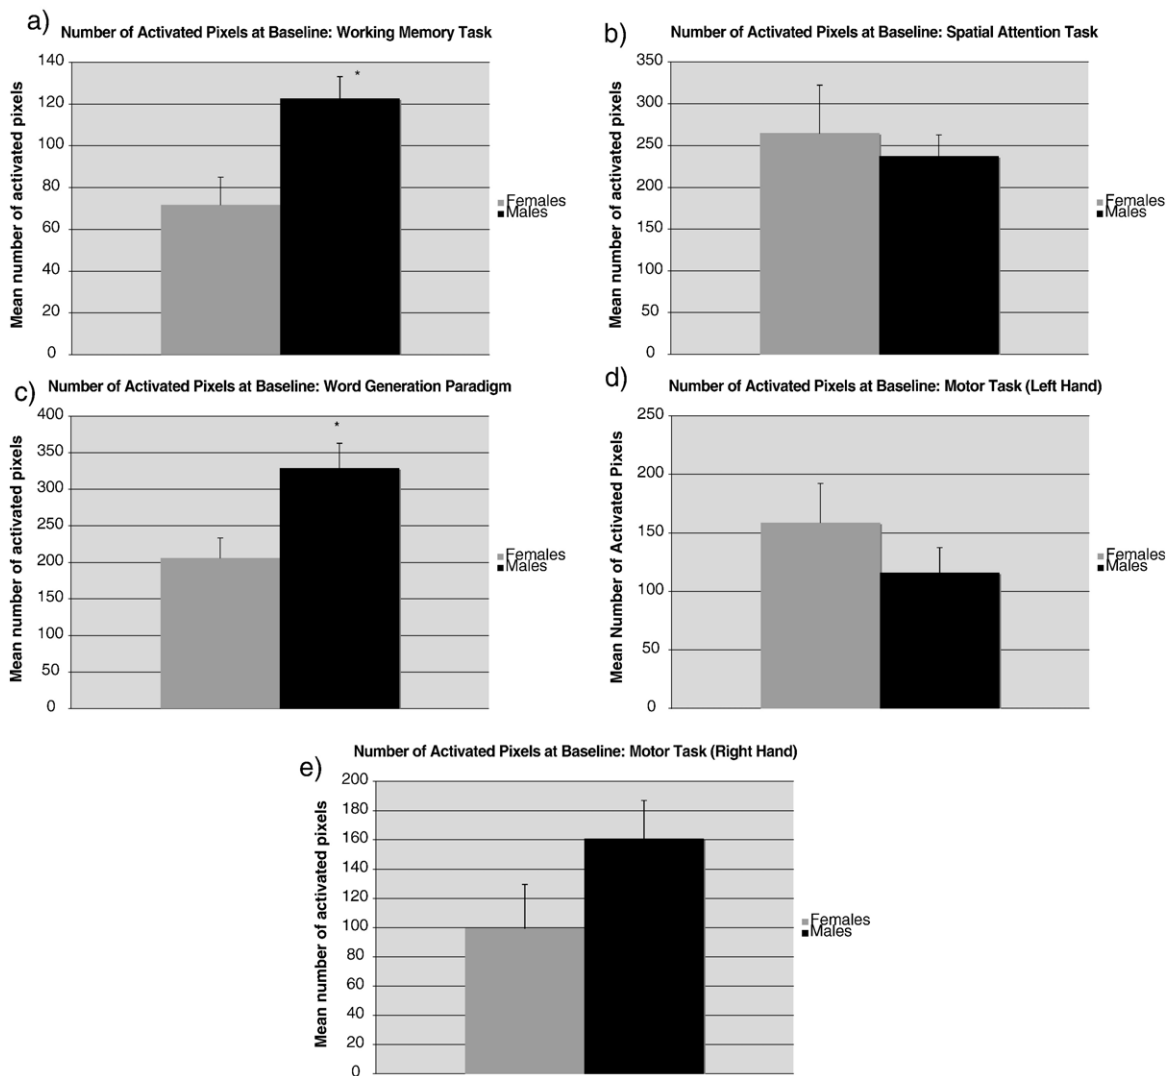 a)
Number of Activated Pixels at Baseline: Working Memory Task
Mean number of activated pixels
140
120
100
80
60
40
20
0
*
Females
Males
b)
Number of Activated Pixels at Baseline: Spatial Attention Task
Mean number of activated pixels
350
300
250
200
150
100
50
0
Females
Males
c)
Number of Activated Pixels at Baseline: Word Generation Paradigm
Mean number of activated pixels
400
350
300
250
200
150
100
50
0
*
Females
Males
d)
Number of Activated Pixels at Baseline: Motor Task (Left Hand)
Mean Number of Activated Pixels
250
200
150
100
50
0
Females
Males
e)
Number of Activated Pixels at Baseline: Motor Task (Right Hand)
Mean number of activated pixels
200
180
160
140
120
100
80
60
40
20
0
Females
Males